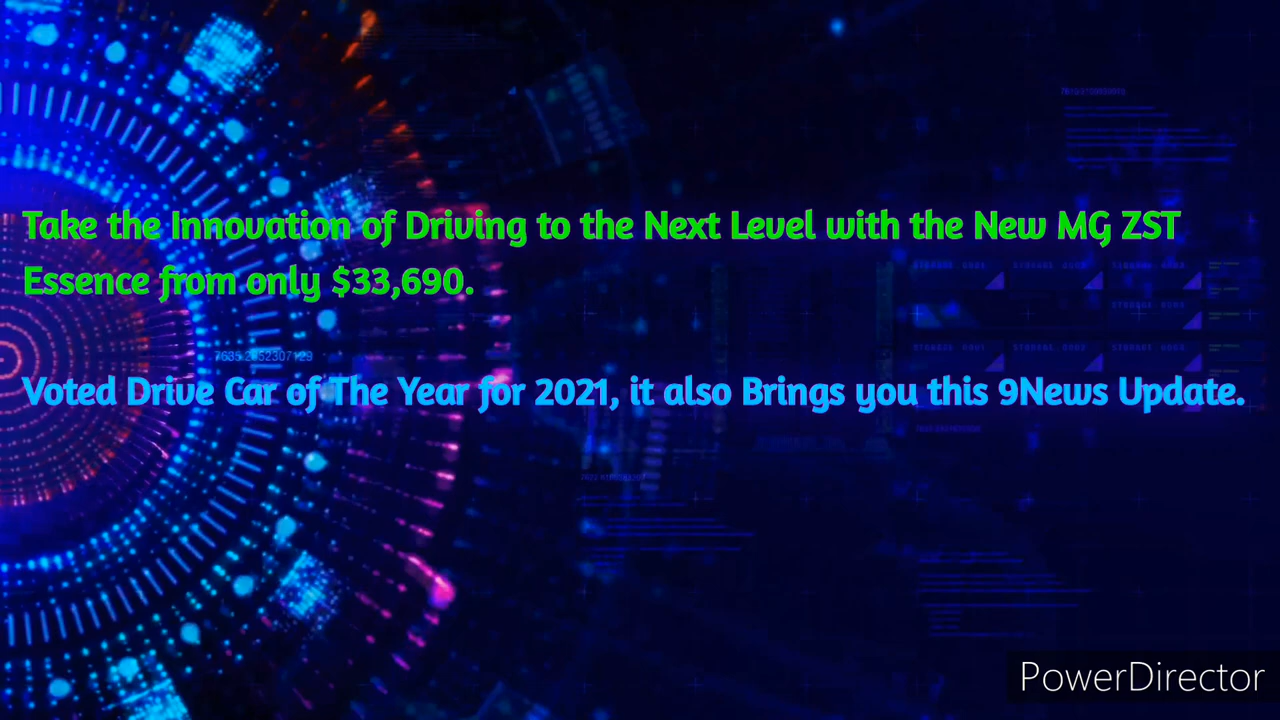 Take the Innovation of Driving to the Next Level with the New MG ZST
Essence from only $33,690.
Voted Drive Car of The Year for 2021, it also Brings you this 9News Update.
PowerDirector